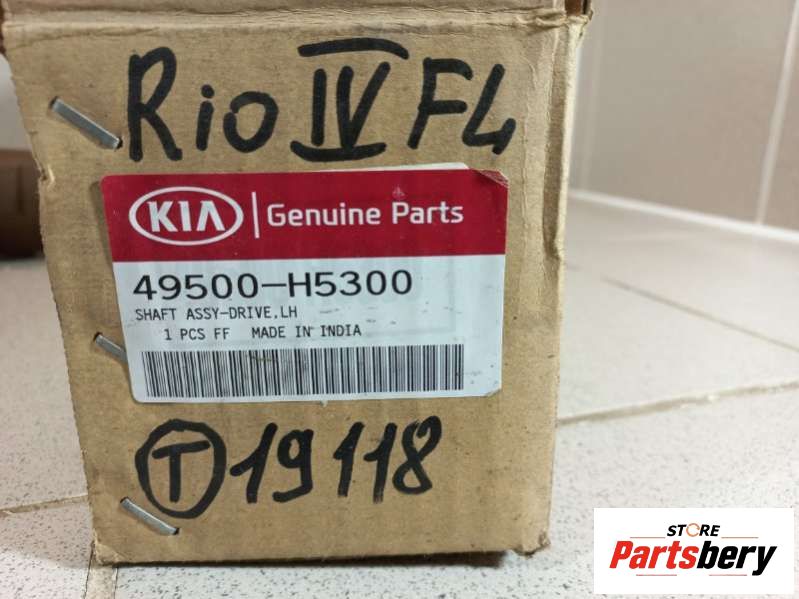 Rio IV FL
KIA Genuine Parts
49500-H5300
SHAFT ASSY-DRIVE,LH
1 PCS FF MADE IN INDIA
T 19118
STORE
Partsbery